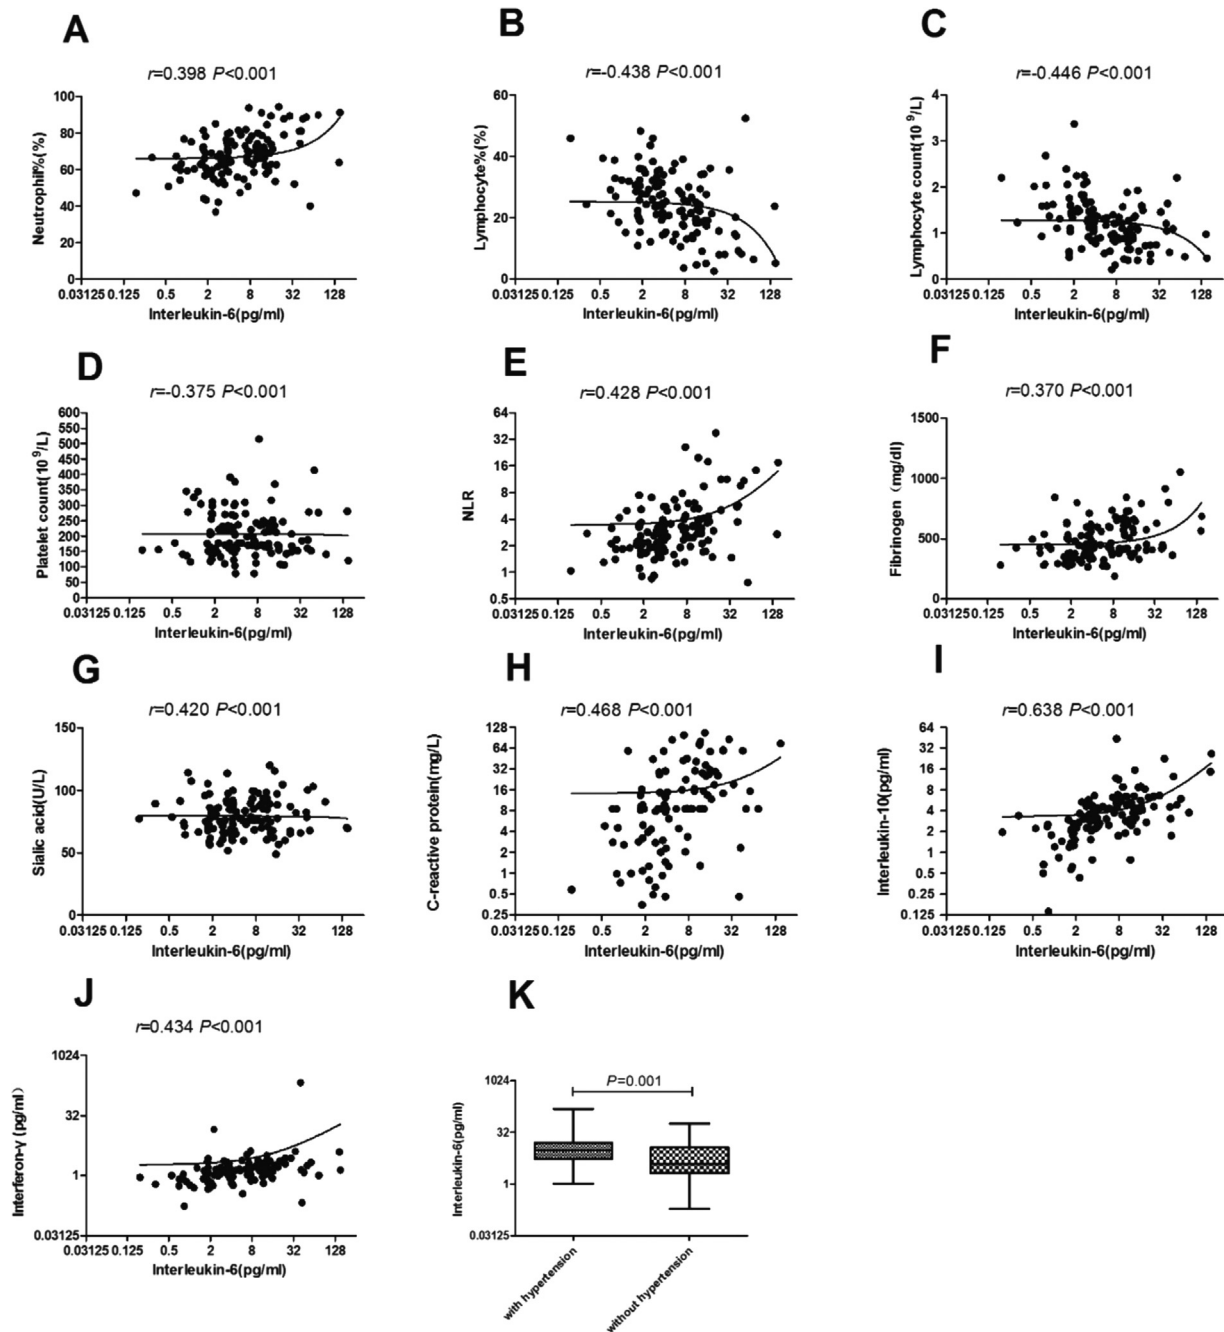 A
r=0.398 P<0.001
Neutrophil%(%)
100
80
60
40
20
0
0.03125 0.125 0.5 2 8 32 128
Interleukin-6(pg/ml)
B
r=-0.438 P<0.001
Lymphocyte%(%)
60
40
20
0
0.03125 0.125 0.5 2 8 32 128
Interleukin-6(pg/ml)
C
r=-0.446 P<0.001
Lymphocyte count(10^9/L)
4
3
2
1
0
0.03125 0.125 0.5 2 8 32 128
Interleukin-6(pg/ml)
D
r=-0.375 P<0.001
Platelet count(10^9/L)
600
550
500
450
400
350
300
250
200
150
100
50
0
0.03125 0.125 0.5 2 8 32 128
Interleukin-6(pg/ml)
E
r=0.428 P<0.001
NLR
64
32
16
8
4
2
1
0.5
0.03125 0.125 0.5 2 8 32 128
Interleukin-6(pg/ml)
F
r=0.370 P<0.001
Fibrinogen (mg/dl)
1500
1000
500
0
0.03125 0.125 0.5 2 8 32 128
Interleukin-6(pg/ml)
G
r=0.420 P<0.001
Sialic acid(U/L)
150
100
50
0
0.03125 0.125 0.5 2 8 32 128
Interleukin-6(pg/ml)
H
r=0.468 P<0.001
C-reactive protein(mg/L)
128
64
32
16
8
4
2
1
0.5
0.25
0.03125 0.125 0.5 2 8 32 128
Interleukin-6(pg/ml)
I
r=0.638 P<0.001
Interleukin-10(pg/ml)
64
32
16
8
4
2
1
0.5
0.25
0.125
0.03125 0.125 0.5 2 8 32 128
Interleukin-6(pg/ml)
J
r=0.434 P<0.001
Interferon-γ (pg/ml)
1024
32
1
0.03125
0.03125 0.125 0.5 2 8 32 128
Interleukin-6(pg/ml)
K
P=0.001
Interleukin-6(pg/ml)
1024
32
1
0.03125
with hypertension
without hypertension